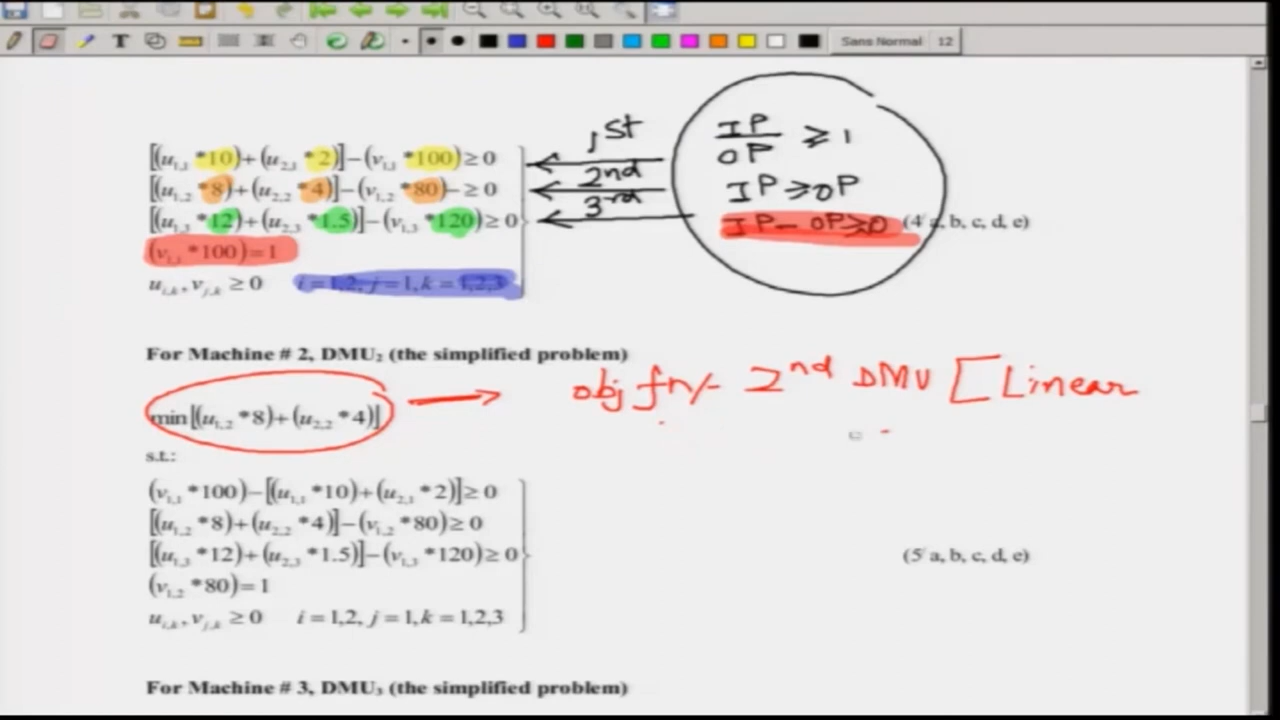 Sans Normal 12
[(u₁,₁ *10)+(u₂,₁ *2)]−(v₁,₁ *100)≥0
1st
IP/OP ≥ 1
[(u₁,₂ *8)+(u₂,₂ *4)]−(v₁,₂ *80)−≥0
2nd
IP ≥ OP
[(u₁,₃ *12)+(u₂,₃ *1.5)]−(v₁,₃ *120)≥0
3rd
IP − OP ≥ 0
(4 a, b, c, d, e)
(v₁,₁ *100)=1
uᵢ,ₖ, vⱼ,ₖ ≥ 0 i=1,2, j=1, k=1,2,3
For Machine # 2, DMU₂ (the simplified problem)
obj fn/- 2nd DMU [Linear
min[(u₁,₂ *8)+(u₂,₂ *4)]
s.t.:
(v₁,₁ *100)−[(u₁,₁ *10)+(u₂,₁ *2)]≥0
[(u₁,₂ *8)+(u₂,₂ *4)]−(v₁,₂ *80)≥0
[(u₁,₃ *12)+(u₂,₃ *1.5)]−(v₁,₃ *120)≥0
(5 a, b, c, d, e)
(v₁,₂ *80)=1
uᵢ,ₖ, vⱼ,ₖ ≥ 0 i=1,2, j=1, k=1,2,3
For Machine # 3, DMU₃ (the simplified problem)